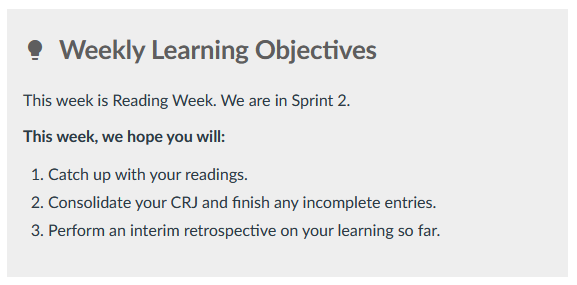 Weekly Learning Objectives
This week is Reading Week. We are in Sprint 2.
This week, we hope you will:
1. Catch up with your readings.
2. Consolidate your CRJ and finish any incomplete entries.
3. Perform an interim retrospective on your learning so far.